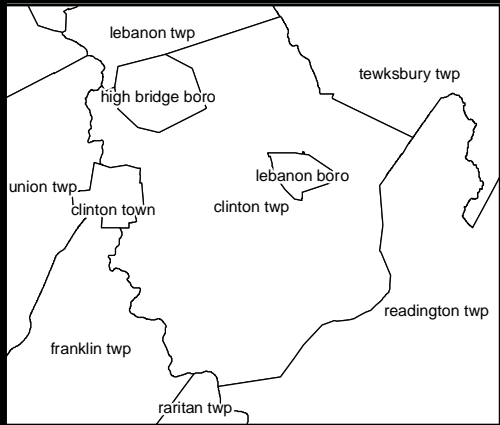 lebanon twp
tewksbury twp
high bridge boro
lebanon boro
union twp
clinton town
clinton twp
readington twp
franklin twp
raritan twp